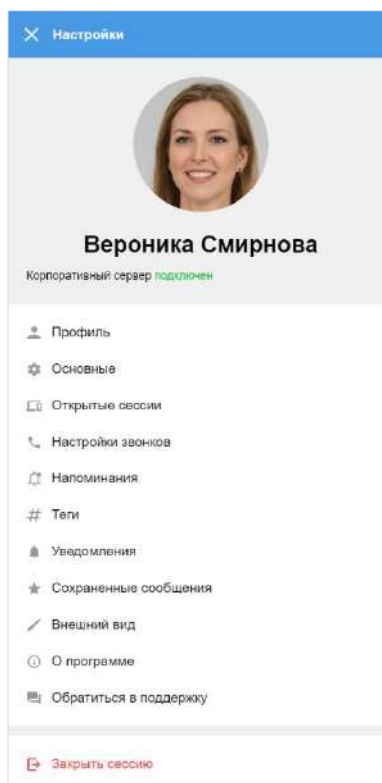 Настройки
Вероника Смирнова
Корпоративный сервер подключен
Профиль
Основные
Открытые сессии
Настройки звонков
Напоминания
Теги
Уведомления
Сохраненные сообщения
Внешний вид
О программе
Обратиться в поддержку
Закрыть сессию